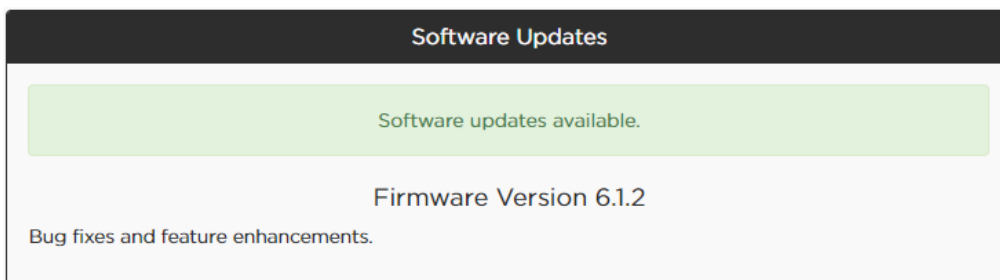 Software Updates
Software updates available.
Firmware Version 6.1.2
Bug fixes and feature enhancements.